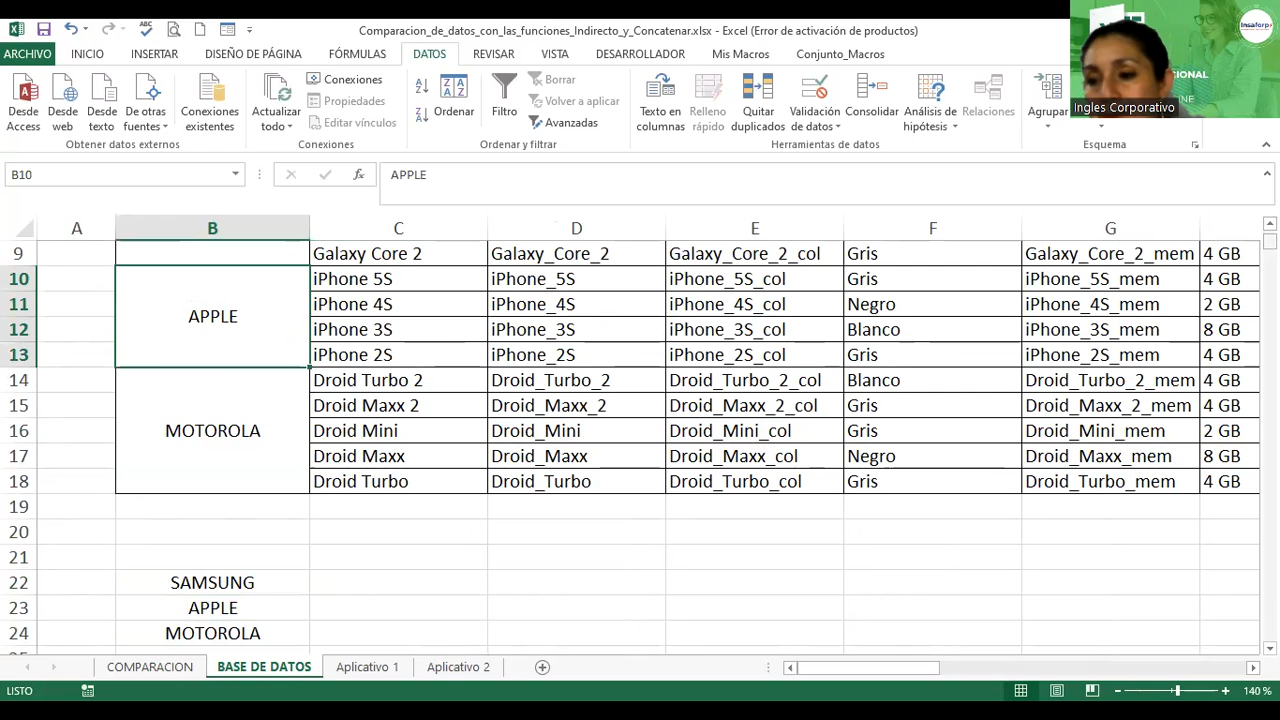 Comparacion_de_datos_con_las_funciones_Indirecto_y_Concatenar.xlsx - Excel (Error de activación de productos)
Insaforp
ARCHIVO INICIO INSERTAR DISEÑO DE PÁGINA FÓRMULAS DATOS REVISAR VISTA DESARROLLADOR Mis Macros Conjunto_Macros
Desde Access
Desde web
Desde texto
De otras fuentes
Conexiones existentes
Actualizar todo
Conexiones
Propiedades
Editar vínculos
Ordenar
Filtro
Borrar
Volver a aplicar
Avanzadas
Texto en columnas
Relleno rápido
Quitar duplicados
Validación de datos
Consolidar
Análisis de hipótesis
Relaciones
Agrupar
Ingles Corporativo
Obtener datos externos Conexiones Ordenar y filtrar Herramientas de datos Esquema
B10 fx APPLE
A B C D E F G
9 Galaxy Core 2 Galaxy_Core_2 Galaxy_Core_2_col Gris Galaxy_Core_2_mem 4 GB
10 iPhone 5S iPhone_5S iPhone_5S_col Gris iPhone_5S_mem 4 GB
11 APPLE iPhone 4S iPhone_4S iPhone_4S_col Negro iPhone_4S_mem 2 GB
12 iPhone 3S iPhone_3S iPhone_3S_col Blanco iPhone_3S_mem 8 GB
13 iPhone 2S iPhone_2S iPhone_2S_col Gris iPhone_2S_mem 4 GB
14 Droid Turbo 2 Droid_Turbo_2 Droid_Turbo_2_col Blanco Droid_Turbo_2_mem 4 GB
15 Droid Maxx 2 Droid_Maxx_2 Droid_Maxx_2_col Gris Droid_Maxx_2_mem 4 GB
16 MOTOROLA Droid Mini Droid_Mini Droid_Mini_col Gris Droid_Mini_mem 2 GB
17 Droid Maxx Droid_Maxx Droid_Maxx_col Negro Droid_Maxx_mem 8 GB
18 Droid Turbo Droid_Turbo Droid_Turbo_col Gris Droid_Turbo_mem 4 GB
19
20
21
22 SAMSUNG
23 APPLE
24 MOTOROLA
COMPARACION BASE DE DATOS Aplicativo 1 Aplicativo 2
LISTO 140 %